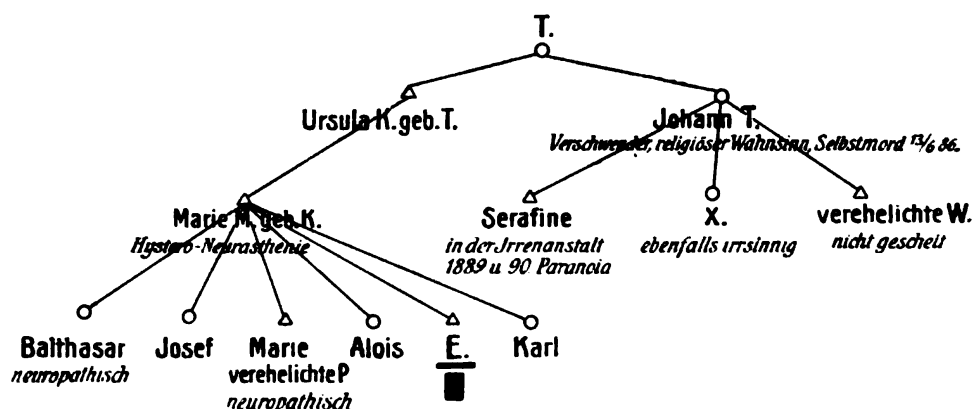 T.
Ursula K. geb. T.
Johann T.
Verschwender, religiöser Wahnsinn, Selbstmord 13/6 86.
Marie M. geb. K.
Hystero-Neurasthenie
Serafine
in der Irrenanstalt
1889 u. 90 Paranoia
X.
ebenfalls irrsinnig
verehelichte W.
nicht gescheit
Balthasar
neuropathisch
Josef
Marie
verehelichte P
neuropathisch
Alois
E.
Karl